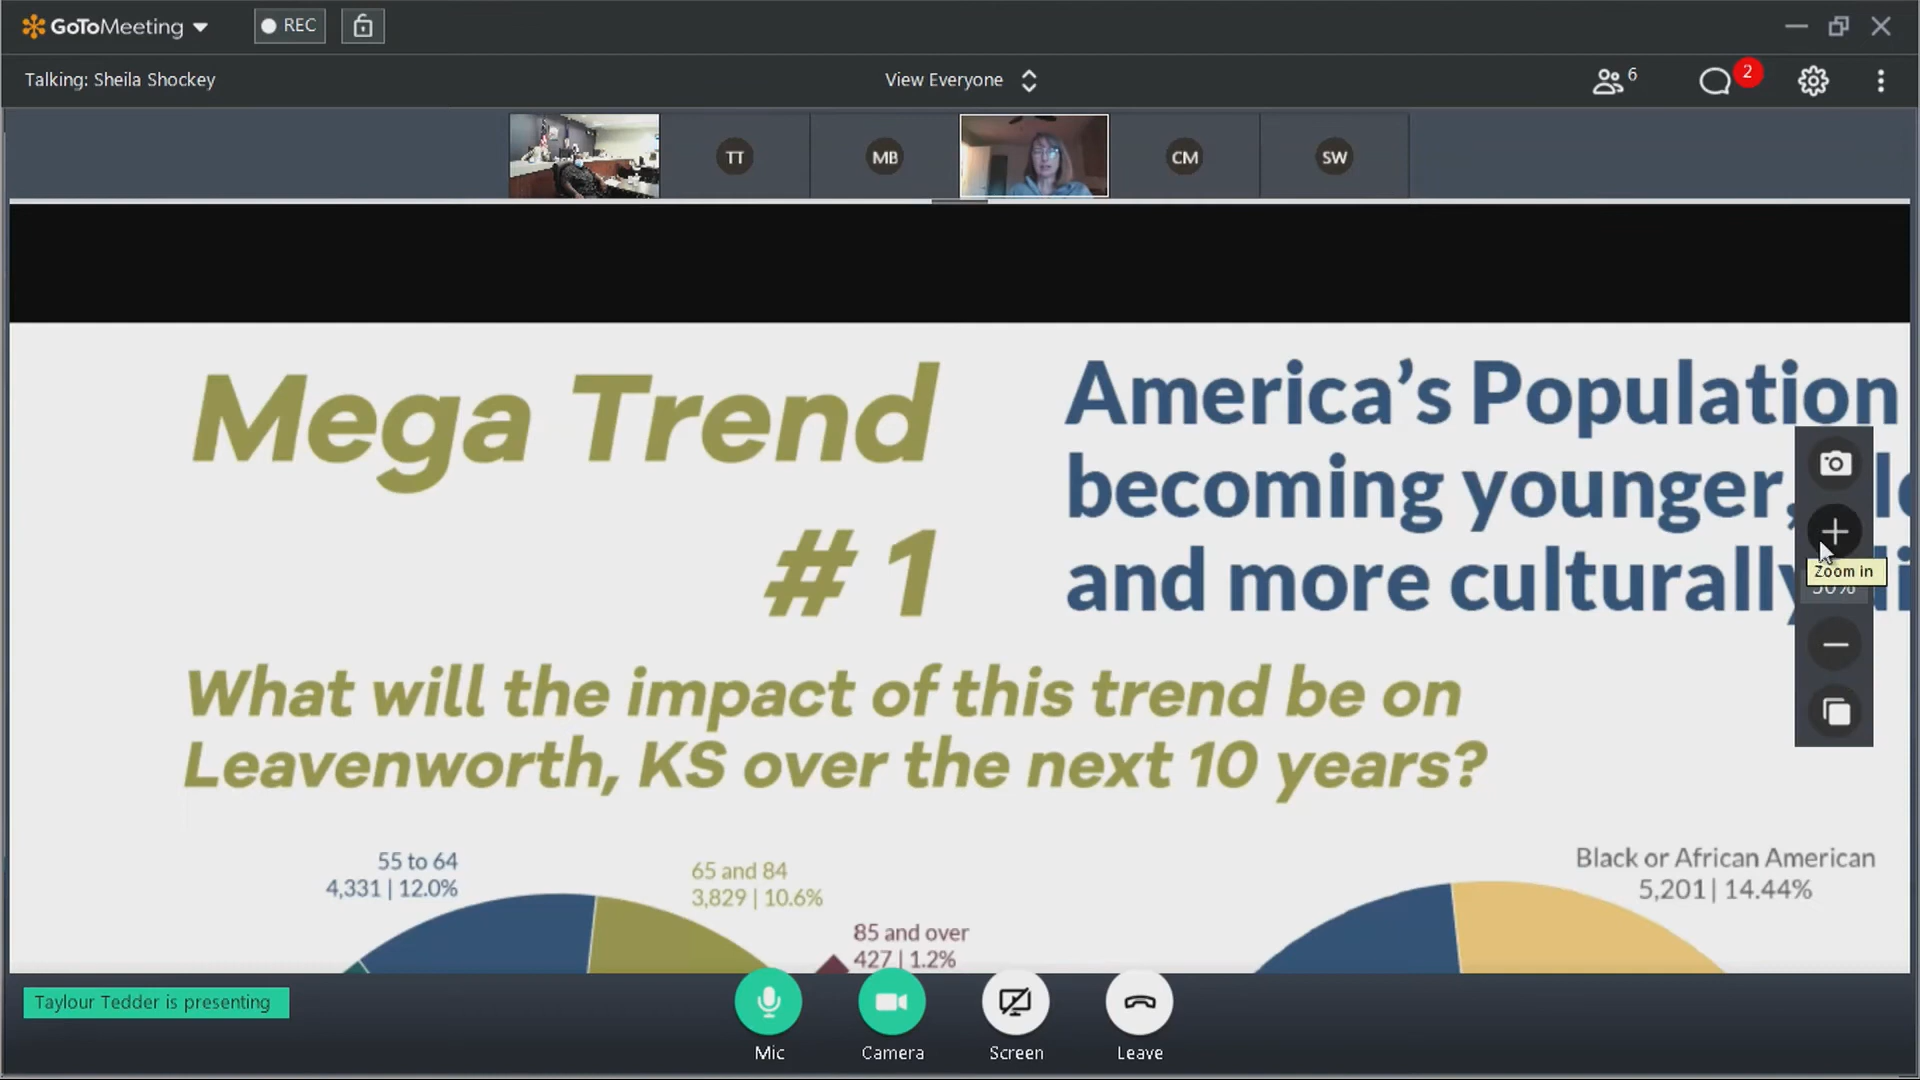 GoToMeeting
REC
Talking: Sheila Shockey
View Everyone
6
2
TT
MB
CM
SW
Mega Trend
# 1
America's Population
becoming younger,
and more culturally
Zoom in
What will the impact of this trend be on
Leavenworth, KS over the next 10 years?
55 to 64
4,331 | 12.0%
65 and 84
3,829 | 10.6%
85 and over
427 | 1.2%
Black or African American
5,201 | 14.44%
Taylour Tedder is presenting
Mic
Camera
Screen
Leave